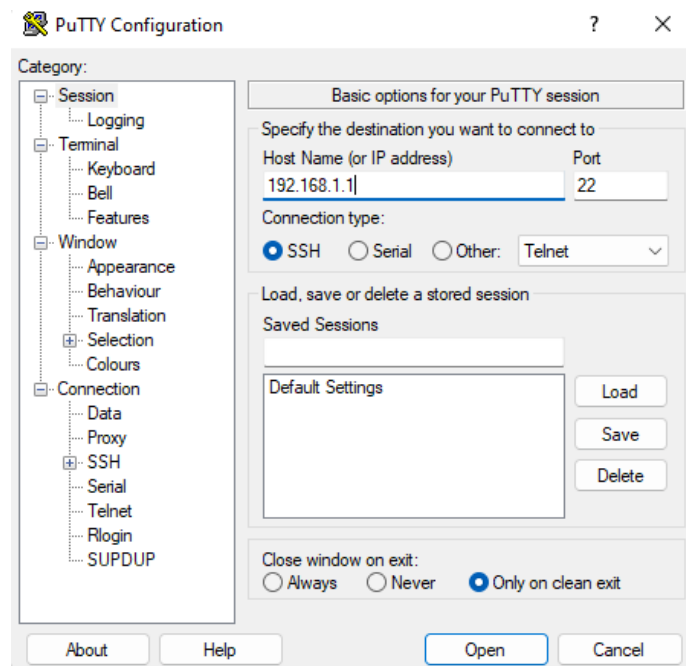 PuTTY Configuration
Category:
Session
Logging
Terminal
Keyboard
Bell
Features
Window
Appearance
Behaviour
Translation
Selection
Colours
Connection
Data
Proxy
SSH
Serial
Telnet
Rlogin
SUPDUP
Basic options for your PuTTY session
Specify the destination you want to connect to
Host Name (or IP address) Port
192.168.1.1 22
Connection type:
SSH Serial Other: Telnet
Load, save or delete a stored session
Saved Sessions
Default Settings
Load
Save
Delete
Close window on exit:
Always Never Only on clean exit
About Help Open Cancel